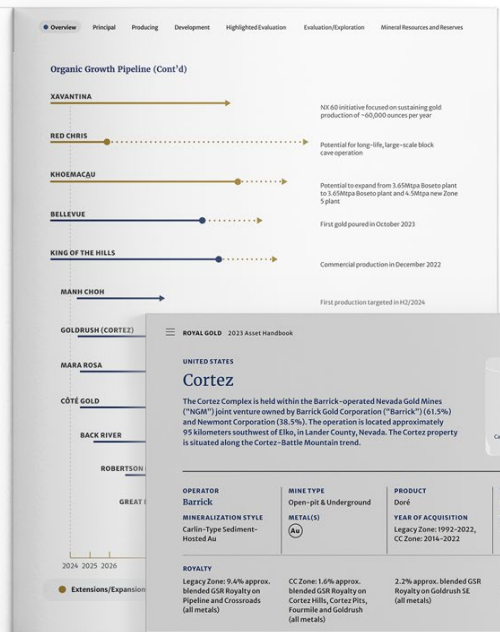 Overview Principal Producing Development Highlighted Evaluation Evaluation/Exploration Mineral Resources and Reserves
Organic Growth Pipeline (Cont'd)
XAVANTINA
NX 60 initiative focused on sustaining gold
production of ~60,000 ounces per year
RED CHRIS
Potential for long-life, large-scale block
cave operation
KHOEMACAU
Potential to expand from 3.65Mtpa Boseto plant
to 3.65Mtpa Boseto plant and 4.5Mtpa new Zone
5 plant
BELLEVUE
First gold poured in October 2023
KING OF THE HILLS
Commercial production in December 2022
MANH CHOH
First production targeted in H2/2024
GOLDRUSH (CORTEZ)
MARA ROSA
CÔTÉ GOLD
BACK RIVER
ROBERTSON
GREAT
2024 2025 2026
Extensions/Expansion
ROYAL GOLD 2023 Asset Handbook
UNITED STATES
Cortez
The Cortez Complex is held within the Barrick-operated Nevada Gold Mines
("NGM") joint venture owned by Barrick Gold Corporation ("Barrick") (61.5%)
and Newmont Corporation (38.5%). The operation is located approximately
95 kilometers southwest of Elko, in Lander County, Nevada. The Cortez property
is situated along the Cortez-Battle Mountain trend.
OPERATOR MINE TYPE PRODUCT
Barrick Open-pit & Underground Doré
MINERALIZATION STYLE METAL(S) YEAR OF ACQUISITION
Carlin-Type Sediment-
Hosted Au
Au
Legacy Zone: 1992-2022,
CC Zone: 2014-2022
ROYALTY
Legacy Zone: 9.4% approx.
blended GSR Royalty on
Pipeline and Crossroads
(all metals)
CC Zone: 1.6% approx.
blended GSR Royalty on
Cortez Hills, Cortez Pits,
Fourmile and Goldrush
(all metals)
2.2% approx. blended GSR
Royalty on Goldrush SE
(all metals)